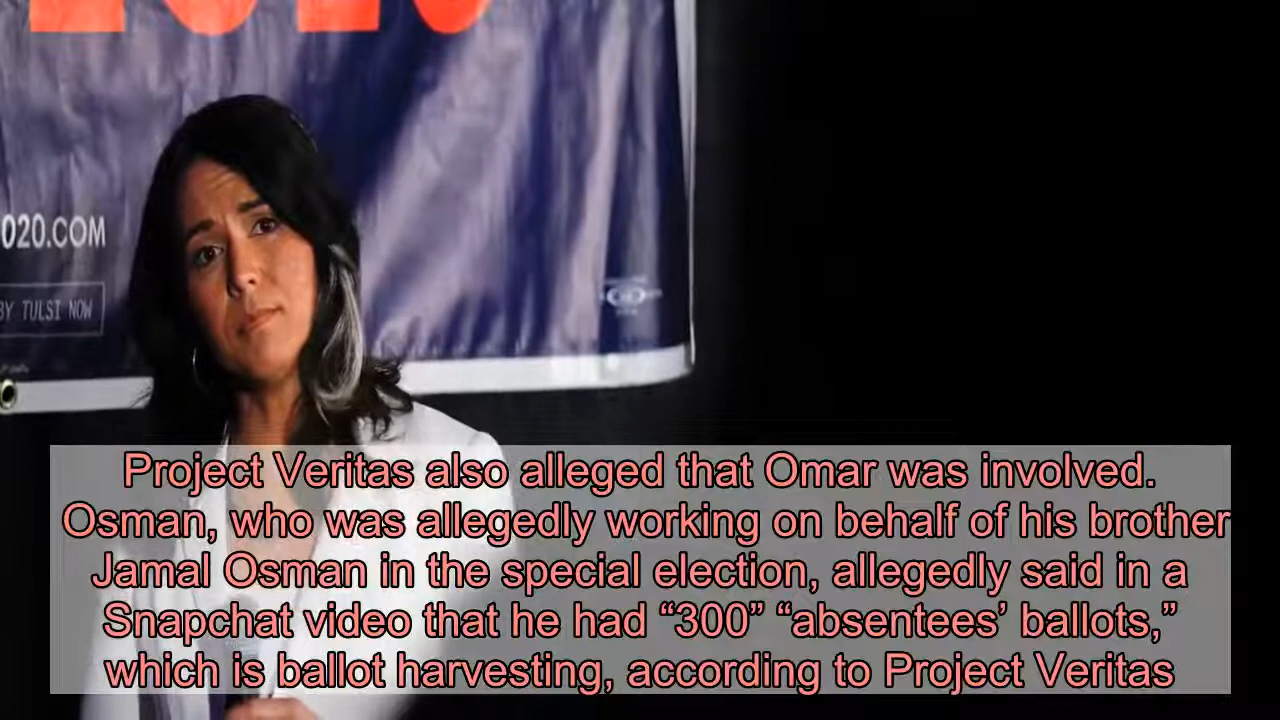 2020
020.COM
BY TULSI NOW
Project Veritas also alleged that Omar was involved.
Osman, who was allegedly working on behalf of his brother
Jamal Osman in the special election, allegedly said in a
Snapchat video that he had “300” “absentees’ ballots,”
which is ballot harvesting, according to Project Veritas